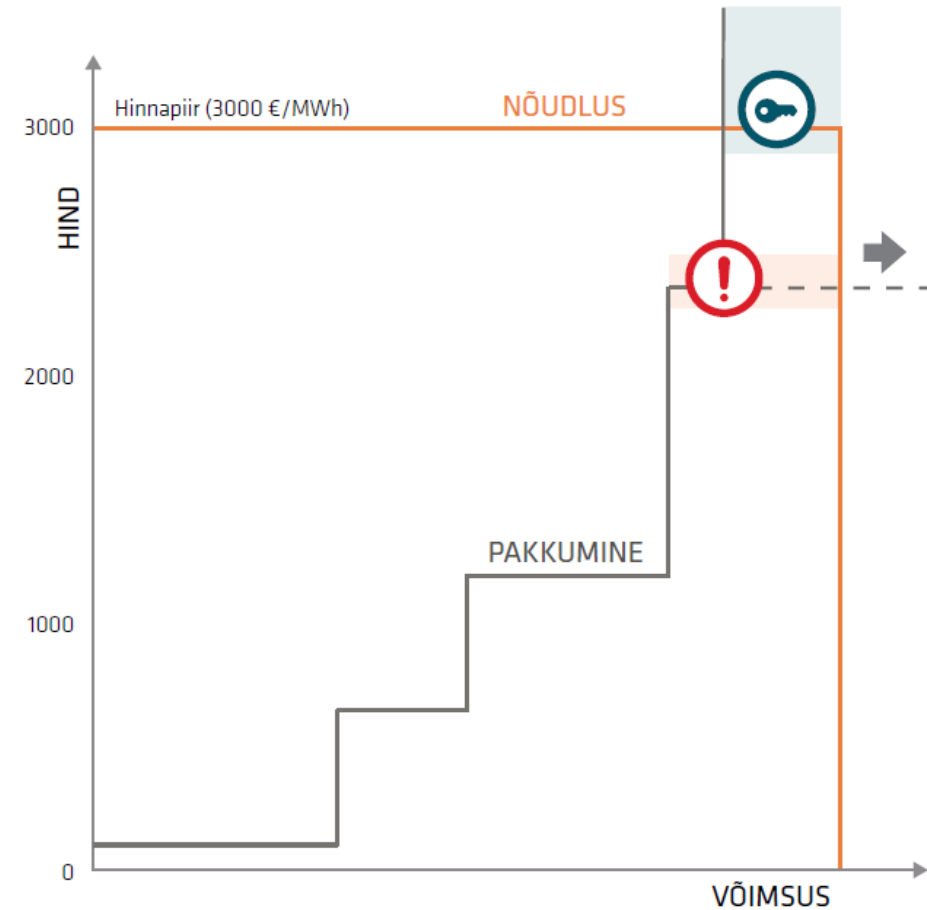 Hinnapiir (3000 €/MWh)
NÕUDLUS
3000
HIND
2000
PAKKUMINE
1000
0
VÕIMSUS